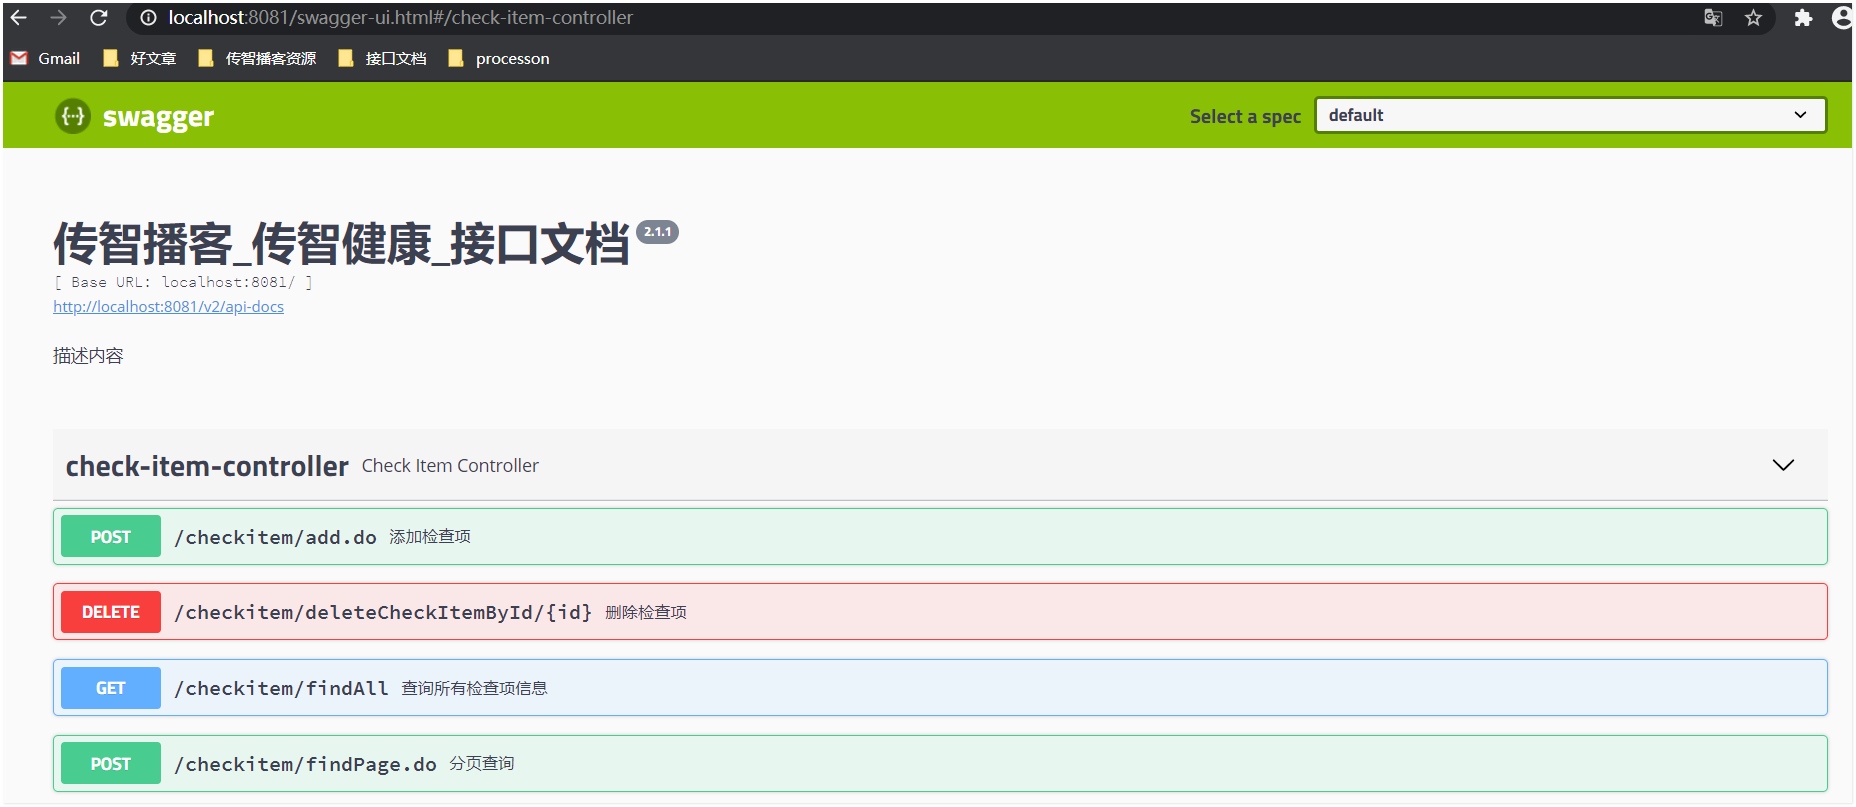 localhost:8081/swagger-ui.html#/check-item-controller
Gmail 好文章 传智播客资源 接口文档 processon
{···} swagger Select a spec default
传智播客_传智健康_接口文档 2.1.1
[ Base URL: localhost:8081/ ]
http://localhost:8081/v2/api-docs
描述内容
check-item-controller Check Item Controller
POST /checkitem/add.do 添加检查项
DELETE /checkitem/deleteCheckItemById/{id} 删除检查项
GET /checkitem/findAll 查询所有检查项信息
POST /checkitem/findPage.do 分页查询